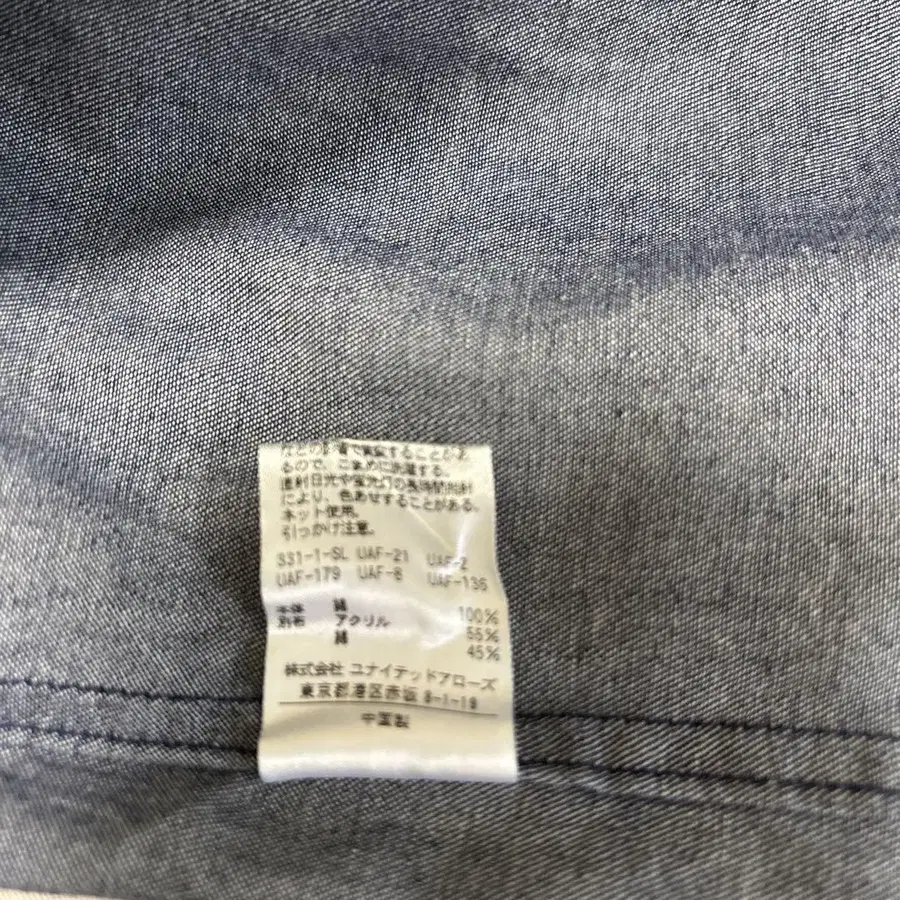 などの影響で黄変することがあ
るので、こまめに洗濯する。
直射日光や蛍光灯の長時間照射
により、色あせすることがある。
ネット使用。
引っかけ注意。
331-1-SL UAF-21 UAF-2
UAF-179 UAF-8 UAF-136
本体 綿 100%
別布 アクリル 55%
綿 45%
株式会社 ユナイテッドアローズ
東京都港区赤坂 8-1-19
中国製